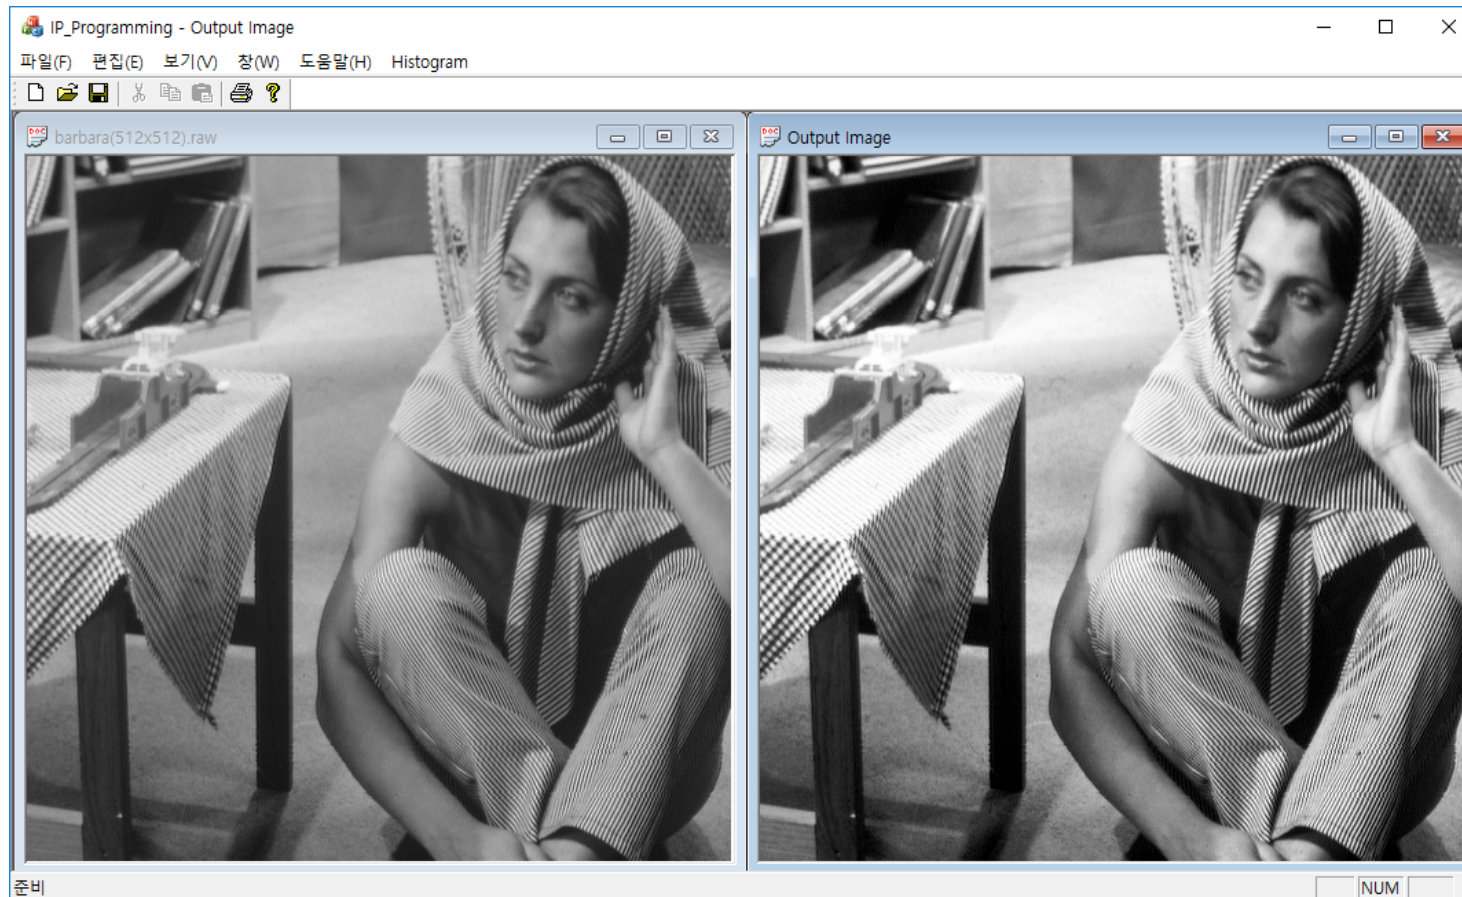 IP_Programming - Output Image
파일(F) 편집(E) 보기(V) 창(W) 도움말(H) Histogram
barbara(512x512).raw
Output Image
준비
NUM